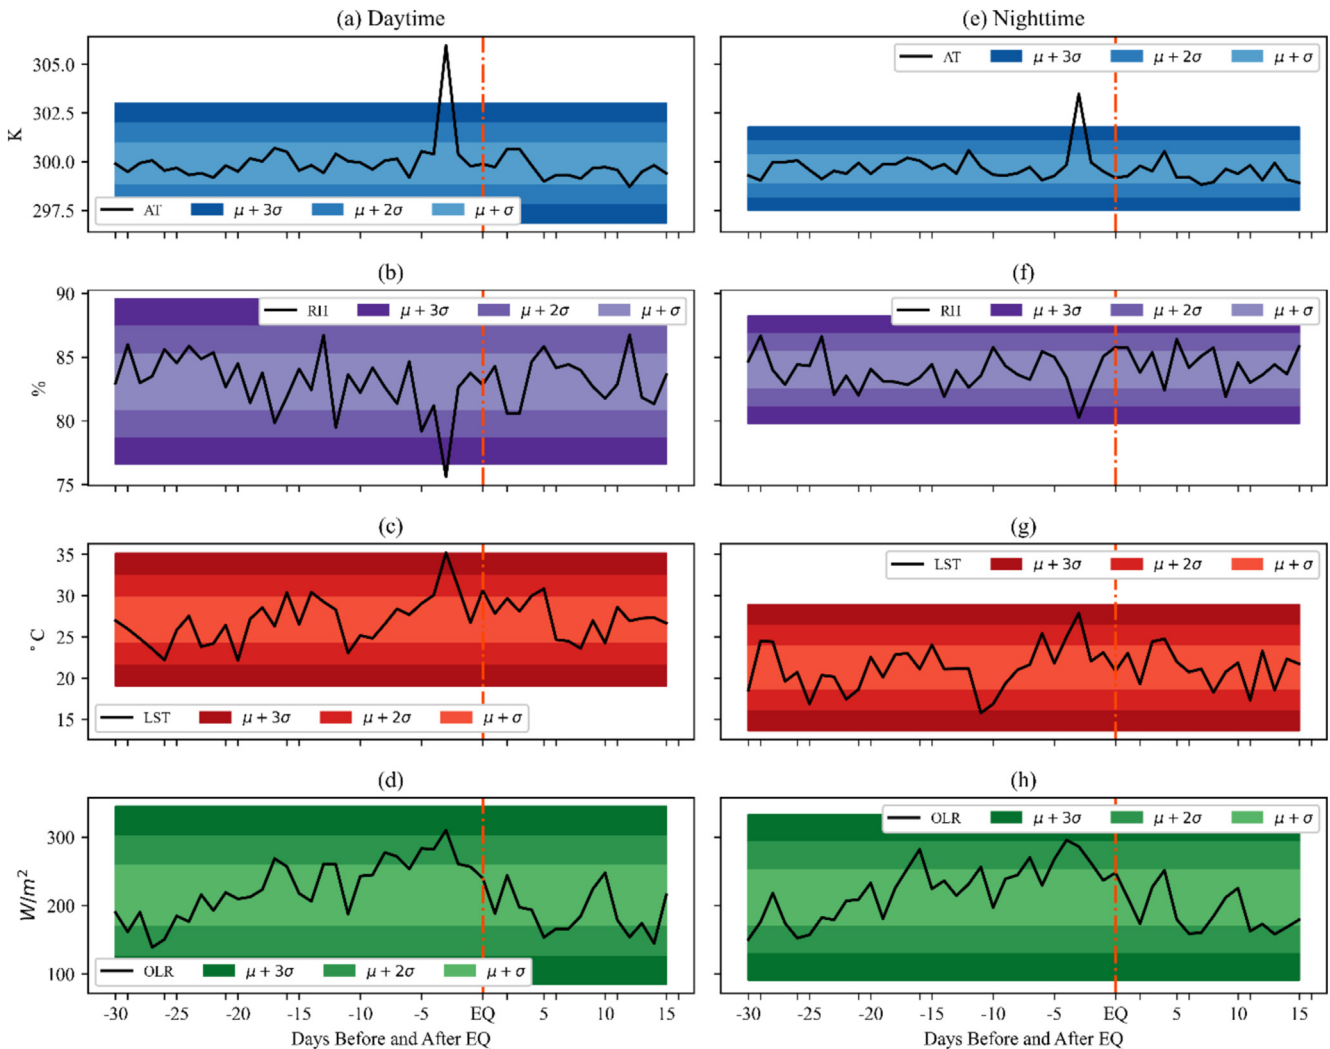 (a) Daytime
K
305.0
302.5
300.0
297.5
AT μ + 3σ μ + 2σ μ + σ
(e) Nighttime
AT μ + 3σ μ + 2σ μ + σ
(b)
%
90
85
80
75
RH μ + 3σ μ + 2σ μ + σ
(f)
RH μ + 3σ μ + 2σ μ + σ
(c)
°C
35
30
25
20
15
LST μ + 3σ μ + 2σ μ + σ
(g)
LST μ + 3σ μ + 2σ μ + σ
(d)
W/m²
300
200
100
OLR μ + 3σ μ + 2σ μ + σ
-30 -25 -20 -15 -10 -5 EQ 5 10 15
Days Before and After EQ
(h)
OLR μ + 3σ μ + 2σ μ + σ
-30 -25 -20 -15 -10 -5 EQ 5 10 15
Days Before and After EQ